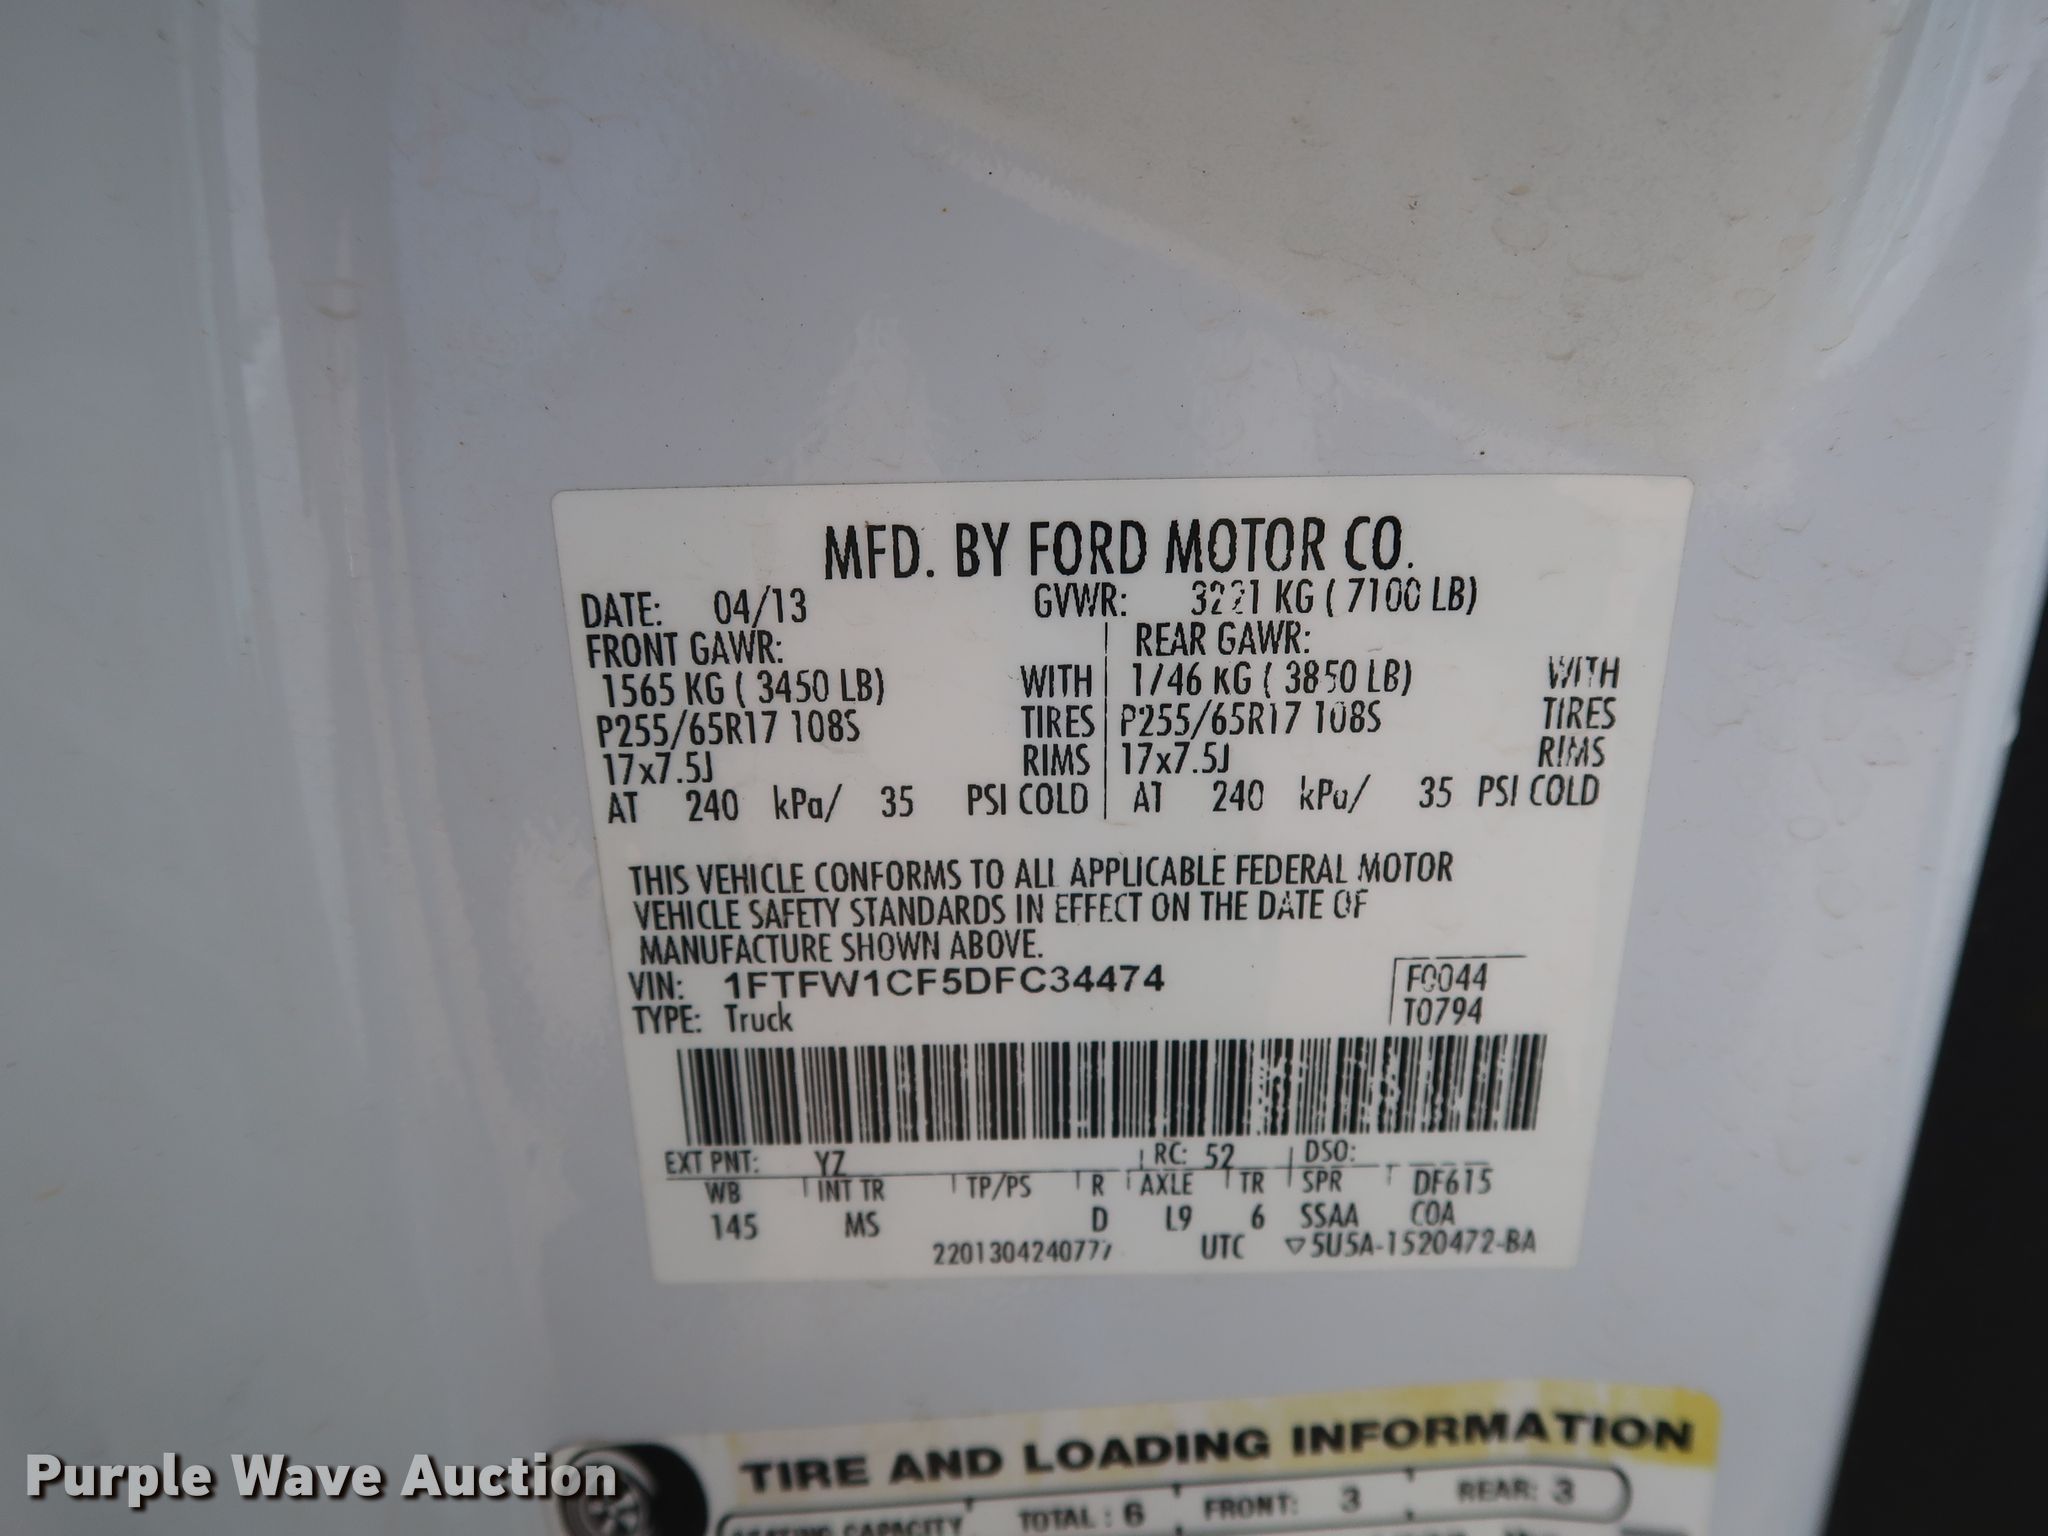 MFD. BY FORD MOTOR CO.
DATE: 04/13 GVWR: 3221 KG ( 7100 LB)
FRONT GAWR: REAR GAWR:
1565 KG ( 3450 LB) WITH 1746 KG ( 3850 LB) WITH
P255/65R17 108S TIRES P255/65R17 108S TIRES
17x7.5J RIMS 17x7.5J RIMS
AT 240 kPa/ 35 PSI COLD AT 240 kPa/ 35 PSI COLD
THIS VEHICLE CONFORMS TO ALL APPLICABLE FEDERAL MOTOR
VEHICLE SAFETY STANDARDS IN EFFECT ON THE DATE OF
MANUFACTURE SHOWN ABOVE.
VIN: 1FTFW1CF5DFC34474 F0044
TYPE: Truck T0794
EXT PNT: YZ RC: 52 DSO:
WB INT TR TP/PS R AXLE TR SPR DF615
145 MS D L9 6 SSAA COA
2201304240777 UTC ▽5U5A-1520472-BA
TIRE AND LOADING INFORMATION
SEATING CAPACITY TOTAL : 6 FRONT: 3 REAR: 3
Purple Wave Auction